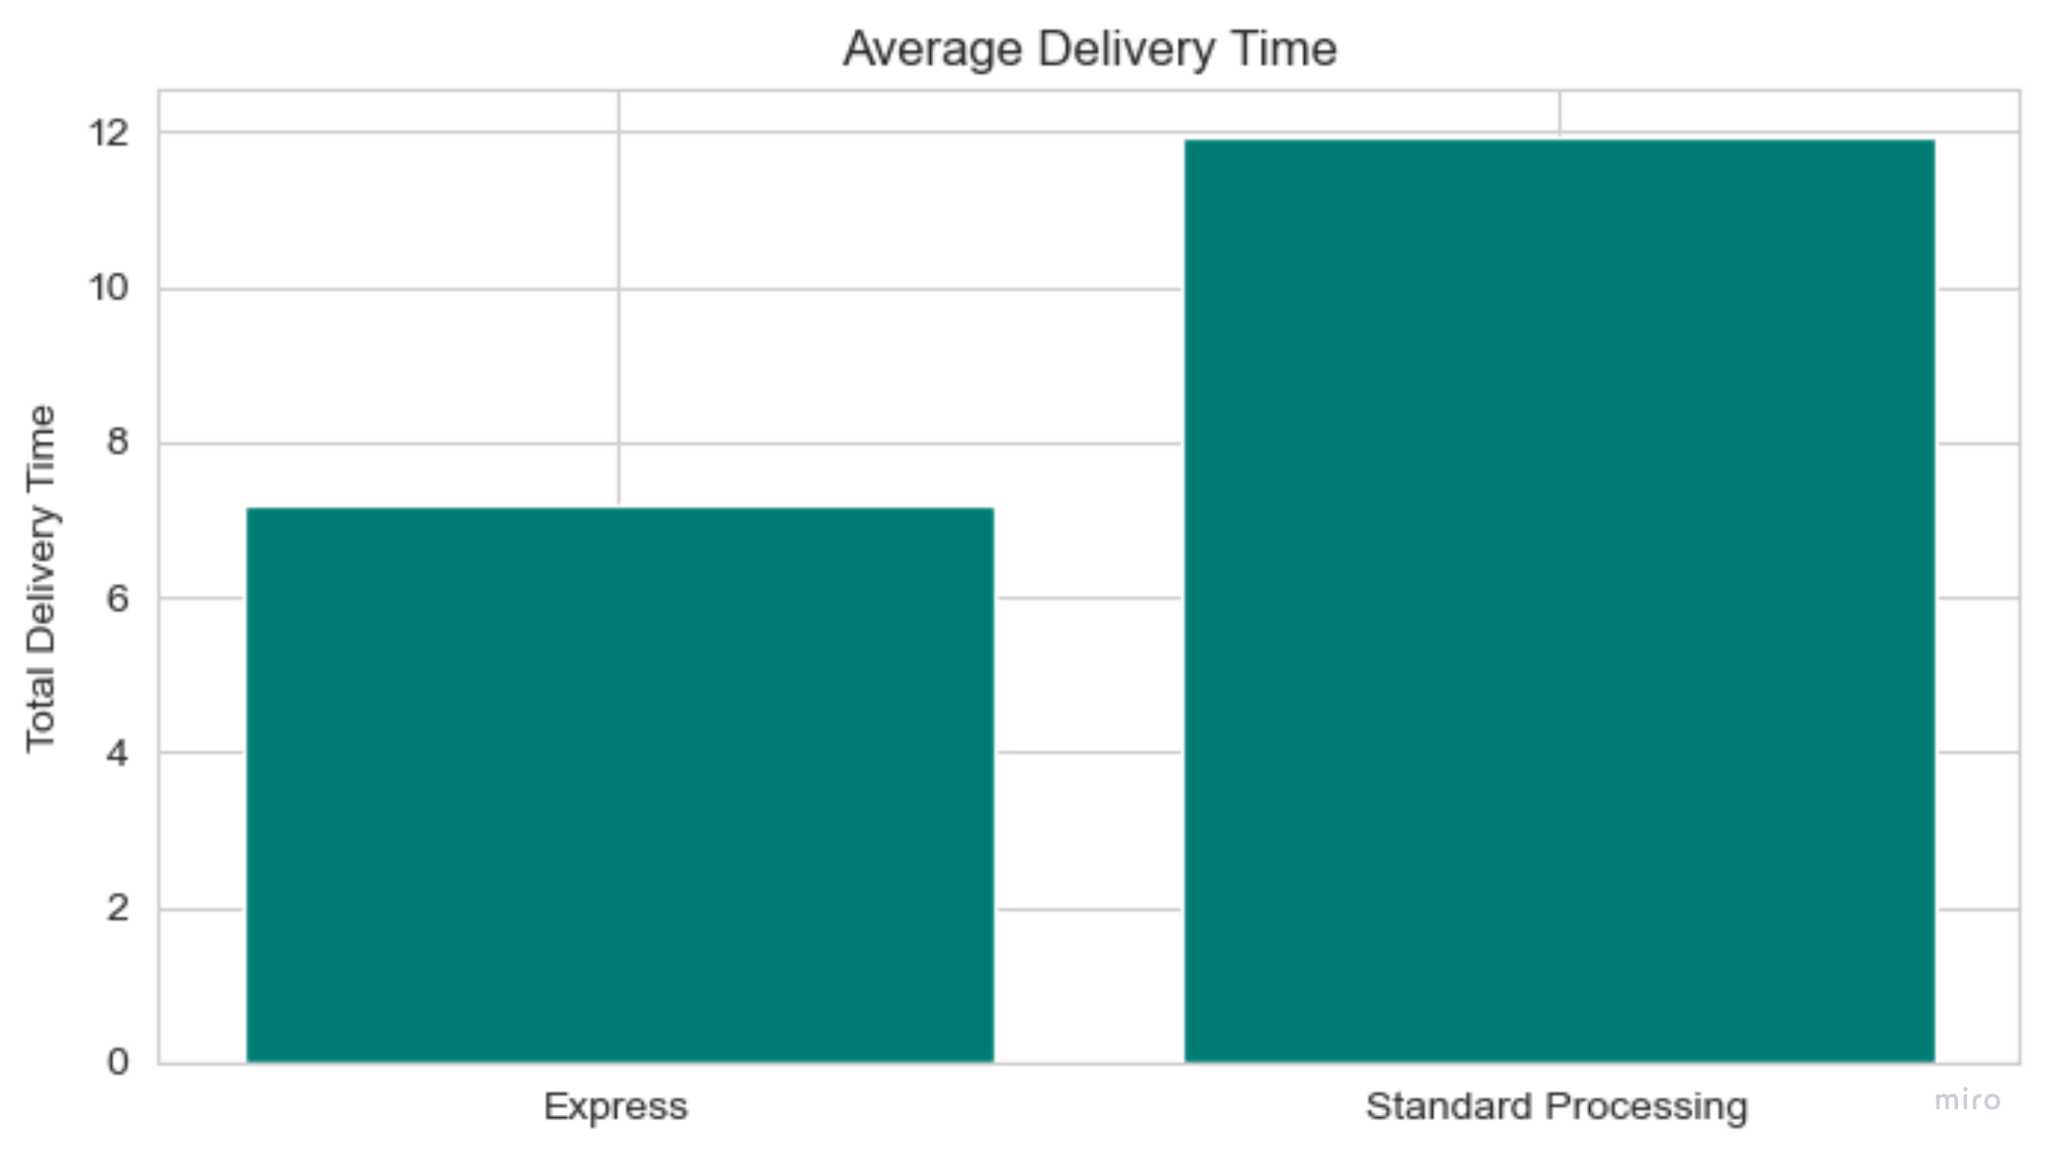 Average Delivery Time
Total Delivery Time
12
10
8
6
4
2
0
Express
Standard Processing
miro